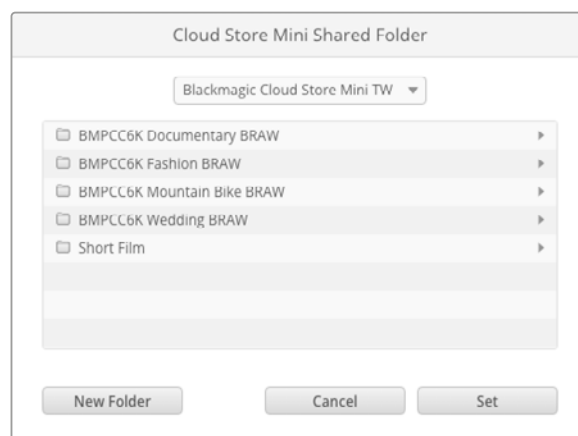 Cloud Store Mini Shared Folder
Blackmagic Cloud Store Mini TW
BMPCC6K Documentary BRAW
BMPCC6K Fashion BRAW
BMPCC6K Mountain Bike BRAW
BMPCC6K Wedding BRAW
Short Film
New Folder Cancel Set